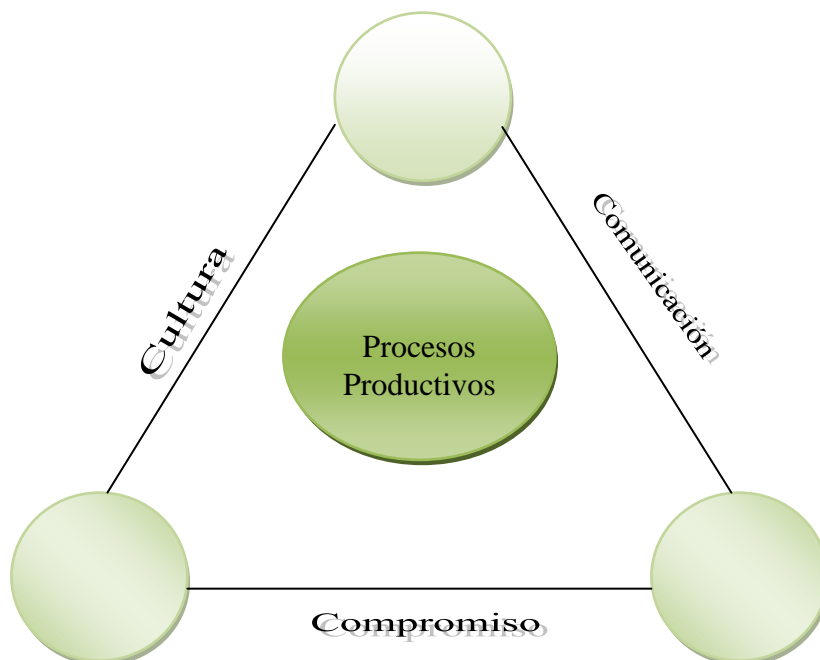 Cultura
Comunicación
Procesos
Productivos
Compromiso